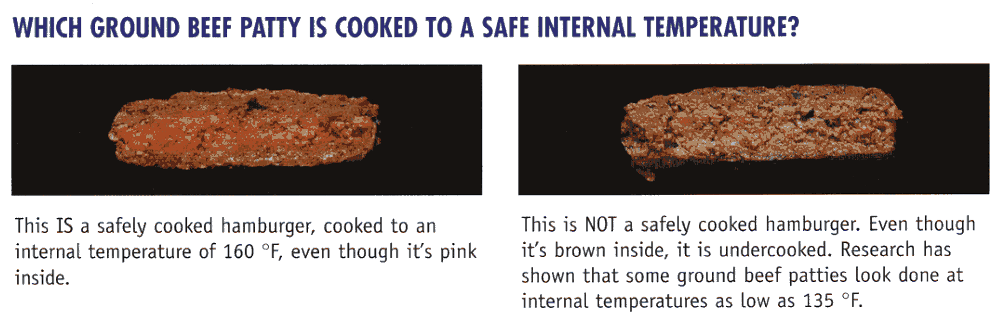 WHICH GROUND BEEF PATTY IS COOKED TO A SAFE INTERNAL TEMPERATURE?
This IS a safely cooked hamburger, cooked to an
internal temperature of 160 °F, even though it's pink
inside.
This is NOT a safely cooked hamburger. Even though
it's brown inside, it is undercooked. Research has
shown that some ground beef patties look done at
internal temperatures as low as 135 °F.